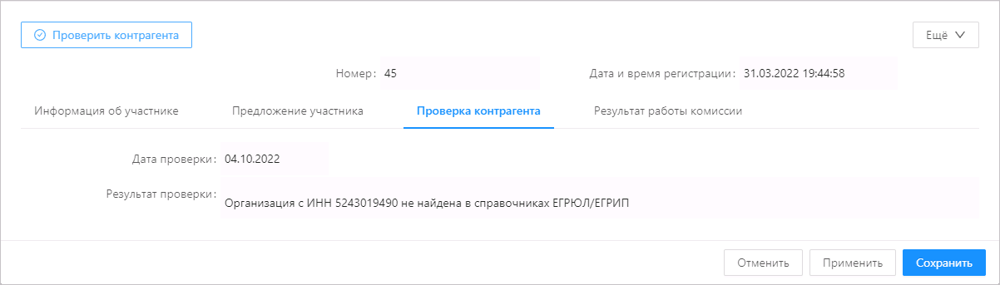 Проверить контрагента
Ещё
Номер: 45 Дата и время регистрации: 31.03.2022 19:44:58
Информация об участнике Предложение участника Проверка контрагента Результат работы комиссии
Дата проверки: 04.10.2022
Результат проверки:
Организация с ИНН 5243019490 не найдена в справочниках ЕГРЮЛ/ЕГРИП
Отменить Применить Сохранить